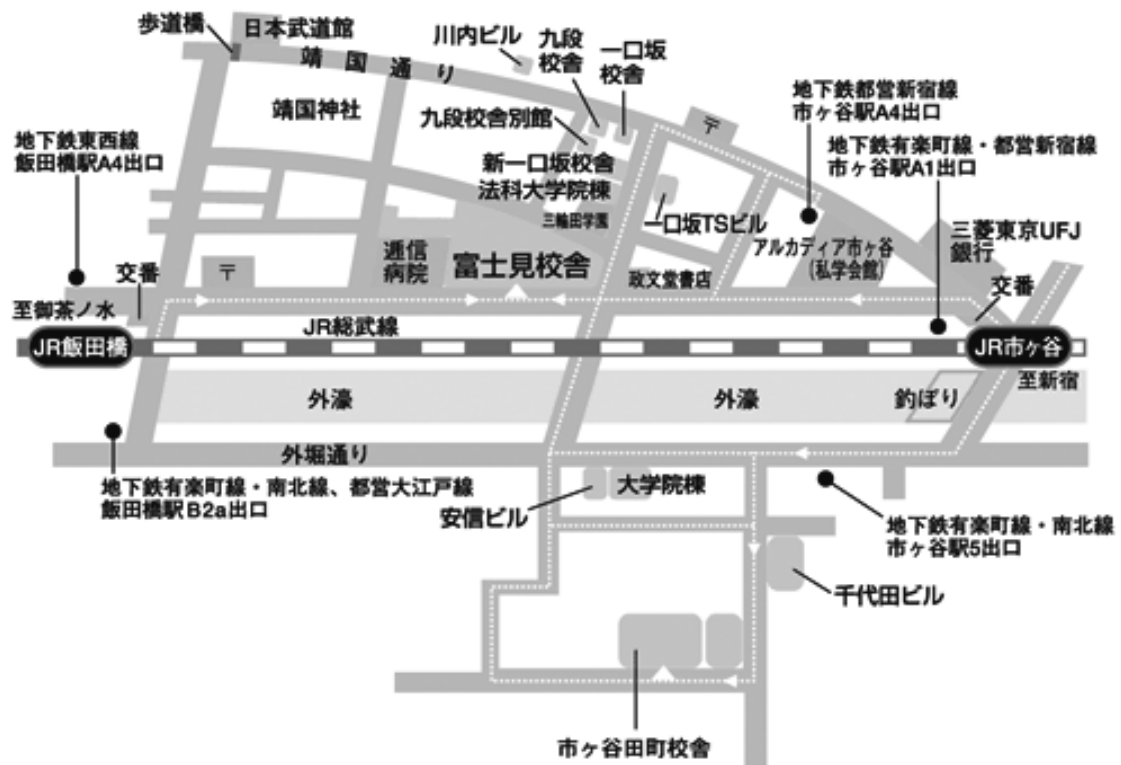 歩道橋
日本武道館
靖国通り
川内ビル
九段
校舎
一口坂
校舎
靖国神社
九段校舎別館
新一口坂校舎
法科大学院棟
三輪田学園
一口坂TSビル
〒
地下鉄都営新宿線
市ヶ谷駅A4出口
地下鉄有楽町線・都営新宿線
市ヶ谷駅A1出口
地下鉄東西線
飯田橋駅A4出口
アルカディア市ヶ谷
(私学会館)
三菱東京UFJ
銀行
交番
〒
逓信
病院
富士見校舎
政文堂書店
交番
至御茶ノ水
JR総武線
JR飯田橋
JR市ヶ谷
至新宿
外濠
外濠
釣ぼり
外堀通り
地下鉄有楽町線・南北線、都営大江戸線
飯田橋駅B2a出口
安信ビル
大学院棟
地下鉄有楽町線・南北線
市ヶ谷駅5出口
千代田ビル
市ヶ谷田町校舎